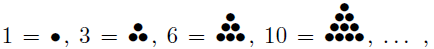 1 = , 3 = , 6 = , 10 = , ... ,